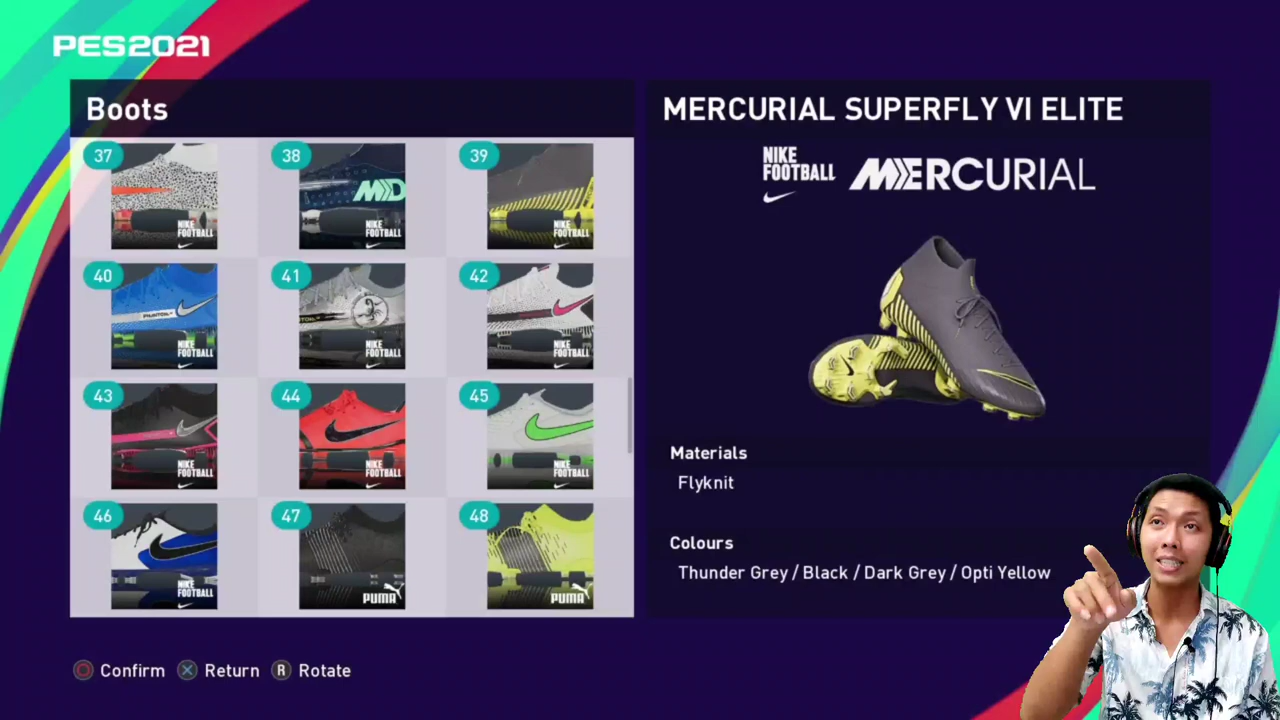 PES2021
Boots
MERCURIAL SUPERFLY VI ELITE
NIKE
FOOTBALL
MERCURIAL
37
NIKE
FOOTBALL
38
MD
NIKE
FOOTBALL
39
NIKE
FOOTBALL
40
NIKE
FOOTBALL
41
NIKE
FOOTBALL
42
NIKE
FOOTBALL
43
NIKE
FOOTBALL
44
NIKE
FOOTBALL
45
NIKE
FOOTBALL
46
NIKE
FOOTBALL
47
PUMA
48
PUMA
Materials
Flyknit
Colours
Thunder Grey / Black / Dark Grey / Opti Yellow
Confirm
Return
R Rotate